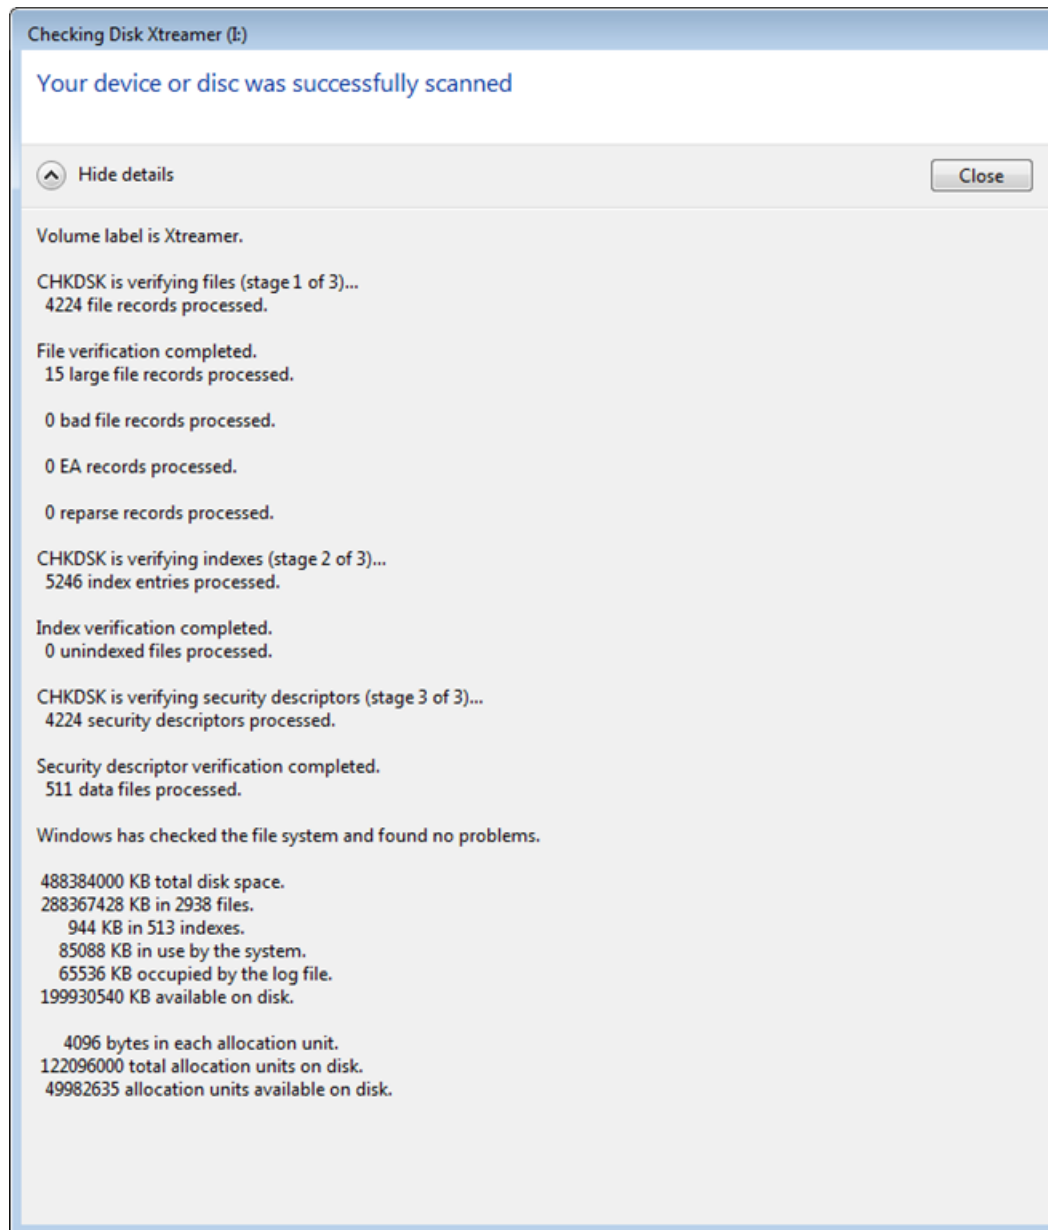 Checking Disk Xtreamer (I:)
Your device or disc was successfully scanned
Hide details
Close
Volume label is Xtreamer.
CHKDSK is verifying files (stage 1 of 3)...
4224 file records processed.
File verification completed.
15 large file records processed.
0 bad file records processed.
0 EA records processed.
0 reparse records processed.
CHKDSK is verifying indexes (stage 2 of 3)...
5246 index entries processed.
Index verification completed.
0 unindexed files processed.
CHKDSK is verifying security descriptors (stage 3 of 3)...
4224 security descriptors processed.
Security descriptor verification completed.
511 data files processed.
Windows has checked the file system and found no problems.
488384000 KB total disk space.
288367428 KB in 2938 files.
944 KB in 513 indexes.
85088 KB in use by the system.
65536 KB occupied by the log file.
199930540 KB available on disk.
4096 bytes in each allocation unit.
122096000 total allocation units on disk.
49982635 allocation units available on disk.